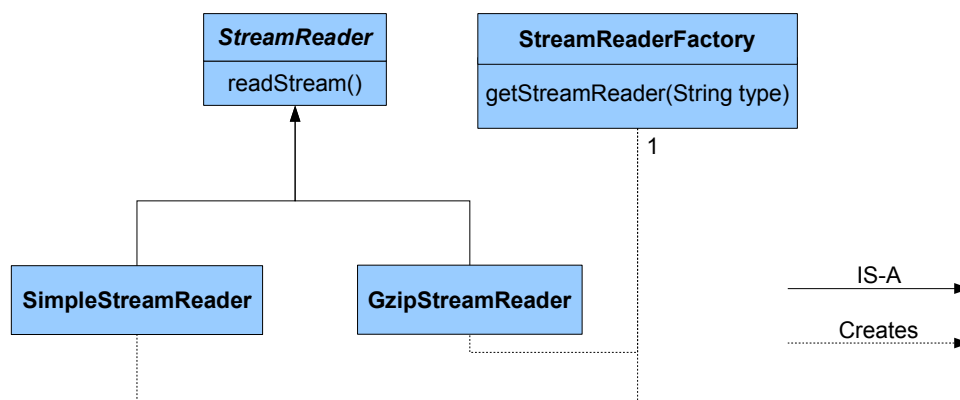 StreamReader
readStream()
StreamReaderFactory
getStreamReader(String type)
1
SimpleStreamReader
GzipStreamReader
IS-A
Creates